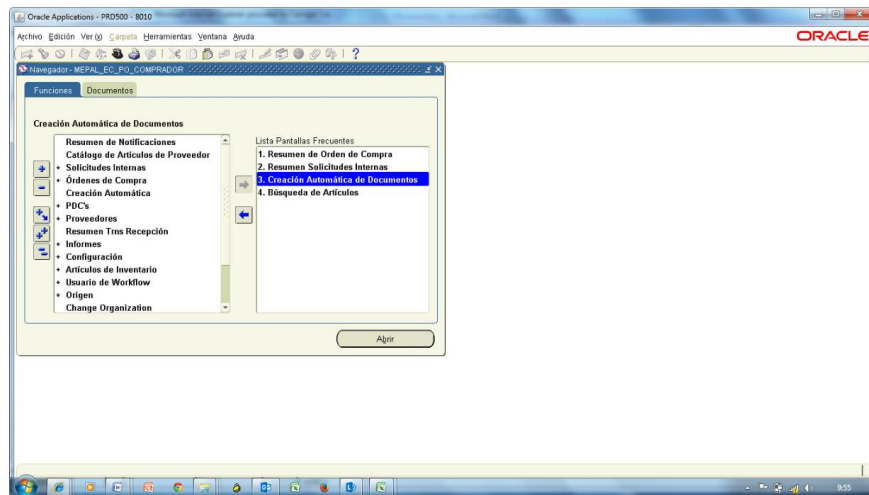 Oracle Applications - PRD500 - 8010
Archivo Edición Ver Carpeta Herramientas Ventana Ayuda
ORACLE
Navegador - MEPAL_EC_PO_COMPRADOR
Funciones Documentos
Creación Automática de Documentos
Resumen de Notificaciones
Catálogo de Artículos de Proveedor
+ Solicitudes Internas
+ Órdenes de Compra
Creación Automática
+ PDC's
+ Proveedores
Resumen Trns Recepción
+ Informes
+ Configuración
+ Artículos de Inventario
+ Usuario de Workflow
+ Origen
Change Organization
Lista Pantallas Frecuentes
1. Resumen de Orden de Compra
2. Resumen Solicitudes Internas
3. Creación Automática de Documentos
4. Búsqueda de Artículos
Abrir
9:55